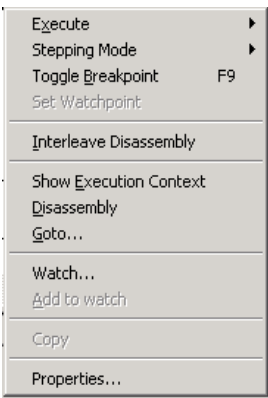 Execute
Stepping Mode
Toggle Breakpoint F9
Set Watchpoint
Interleave Disassembly
Show Execution Context
Disassembly
Goto...
Watch...
Add to watch
Copy
Properties...